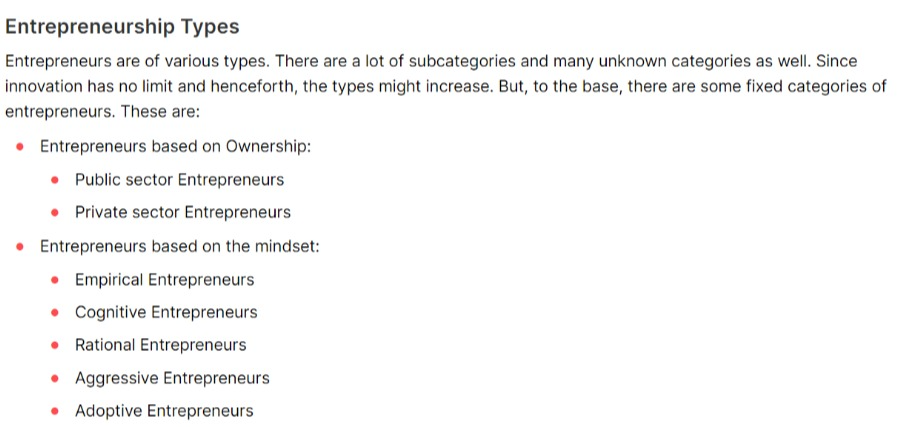 Entrepreneurship Types
Entrepreneurs are of various types. There are a lot of subcategories and many unknown categories as well. Since
innovation has no limit and henceforth, the types might increase. But, to the base, there are some fixed categories of
entrepreneurs. These are:
Entrepreneurs based on Ownership:
Public sector Entrepreneurs
Private sector Entrepreneurs
Entrepreneurs based on the mindset:
Empirical Entrepreneurs
Cognitive Entrepreneurs
Rational Entrepreneurs
Aggressive Entrepreneurs
Adoptive Entrepreneurs